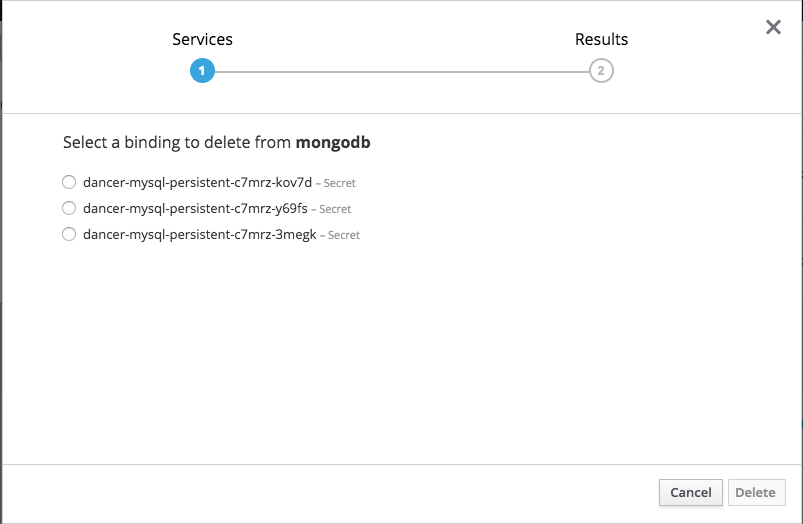 Services
Results
1
2
Select a binding to delete from mongodb
dancer-mysql-persistent-c7mrz-kov7d – Secret
dancer-mysql-persistent-c7mrz-y69fs – Secret
dancer-mysql-persistent-c7mrz-3megk – Secret
Cancel
Delete